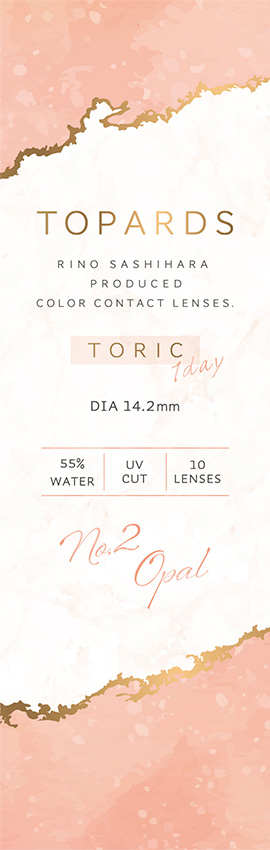 TOPARDS
RINO SASHIHARA
PRODUCED
COLOR CONTACT LENSES.
TORIC
1day
DIA 14.2mm
55% WATER
UV CUT
10 LENSES
No.2
Opal